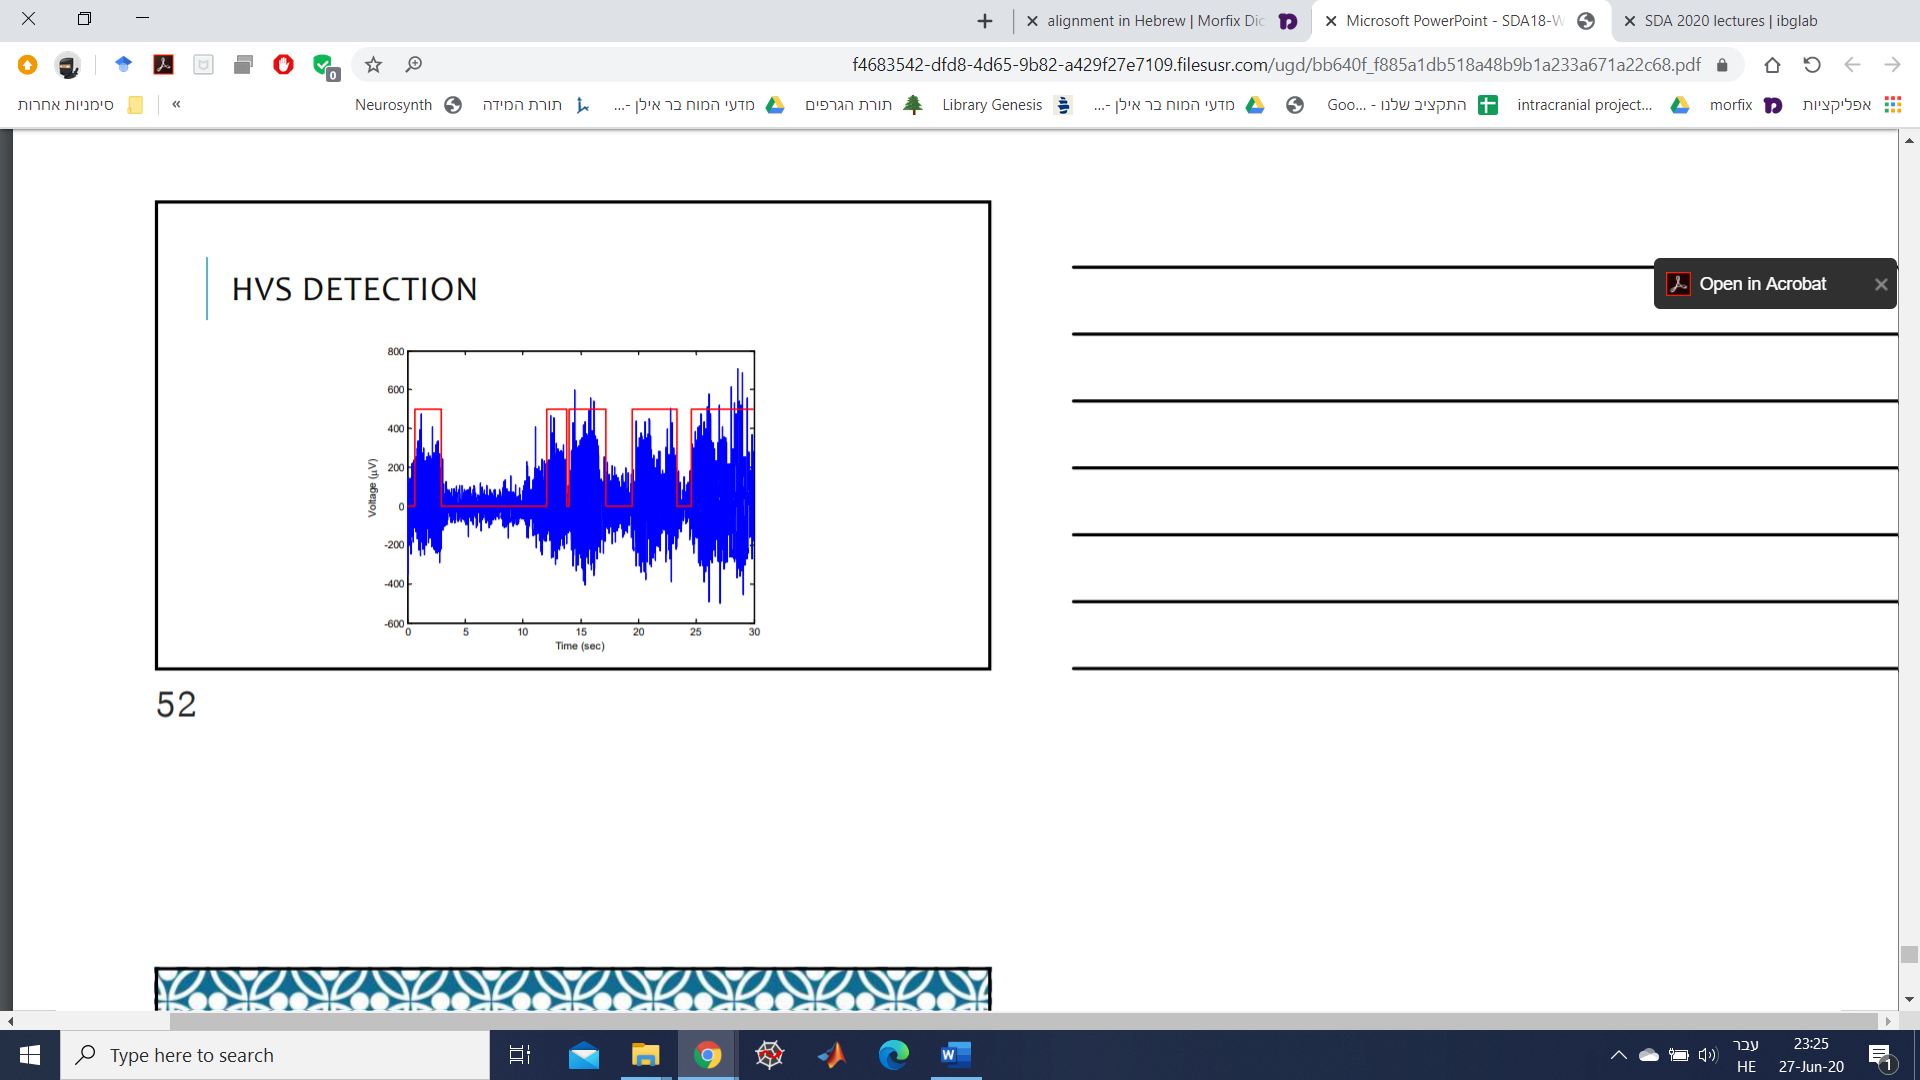 alignment in Hebrew | Morfix Dic
Microsoft PowerPoint - SDA18-W
SDA 2020 lectures | ibglab
f4683542-dfd8-4d65-9b82-a429f27e7109.filesusr.com/ugd/bb640f_f885a1db518a48b9b1a233a671a22c68.pdf
0
סימניות אחרות
«
Neurosynth
תורת המידה
מדעי המוח בר אילן -...
תורת הגרפים
Library Genesis
מדעי המוח בר אילן -...
התקציב שלנו - Goo...
intracranial project...
morfix
אפליקציות
Open in Acrobat
HVS DETECTION
800
600
400
200
0
-200
-400
-600
Voltage (µV)
0 5 10 15 20 25 30
Time (sec)
52
Type here to search
עבר
HE
23:25
27-Jun-20
1